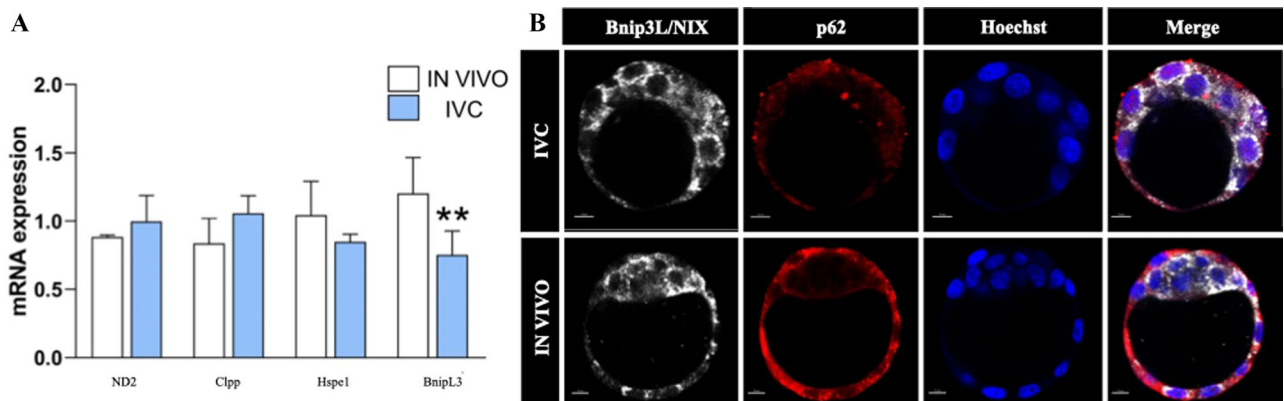 A
IN VIVO
IVC
mRNA expression
2.0
1.5
1.0
0.5
0.0
**
ND2
Clpp
Hspe1
BnipL3
B
Bnip3L/NIX
p62
Hoechst
Merge
IVC
IN VIVO